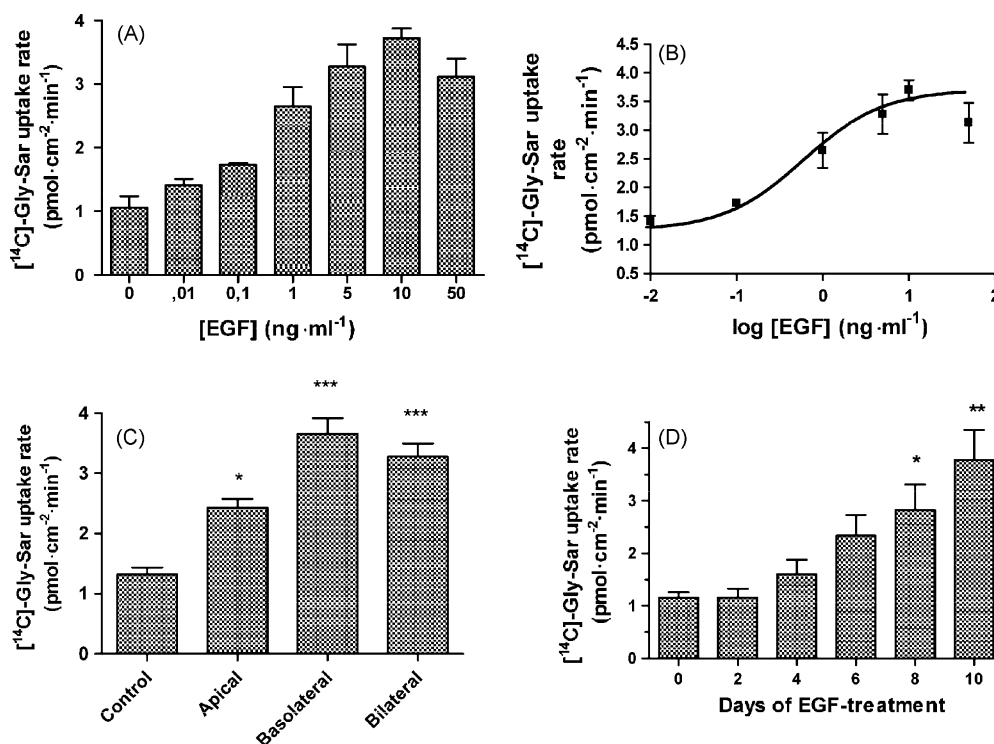 (A)
[¹⁴C]-Gly-Sar uptake rate
(pmol·cm⁻²·min⁻¹)
4
3
2
1
0
0 ,01 0,1 1 5 10 50
[EGF] (ng·ml⁻¹)
(B)
[¹⁴C]-Gly-Sar uptake
rate
(pmol·cm⁻²·min⁻¹)
4.5
4.0
3.5
3.0
2.5
2.0
1.5
1.0
0.5
-2 -1 0 1 2
log [EGF] (ng·ml⁻¹)
(C)
[¹⁴C]-Gly-Sar uptake rate
(pmol·cm⁻²·min⁻¹)
4
3
2
1
0
* *** ***
Control Apical Basolateral Bilateral
(D)
[¹⁴C]-Gly-Sar uptake rate
(pmol·cm⁻²·min⁻¹)
4
3
2
1
0
* **
0 2 4 6 8 10
Days of EGF-treatment